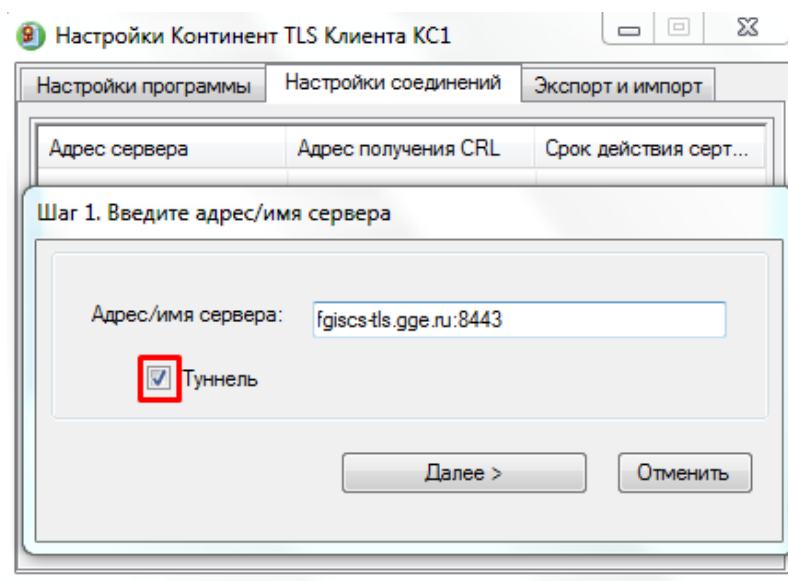 Настройки Континент TLS Клиента КС1
Настройки программы Настройки соединений Экспорт и импорт
Адрес сервера Адрес получения CRL Срок действия серт...
Шаг 1. Введите адрес/имя сервера
Адрес/имя сервера: fgiscs-tls.gge.ru:8443
Туннель
Далее > Отменить